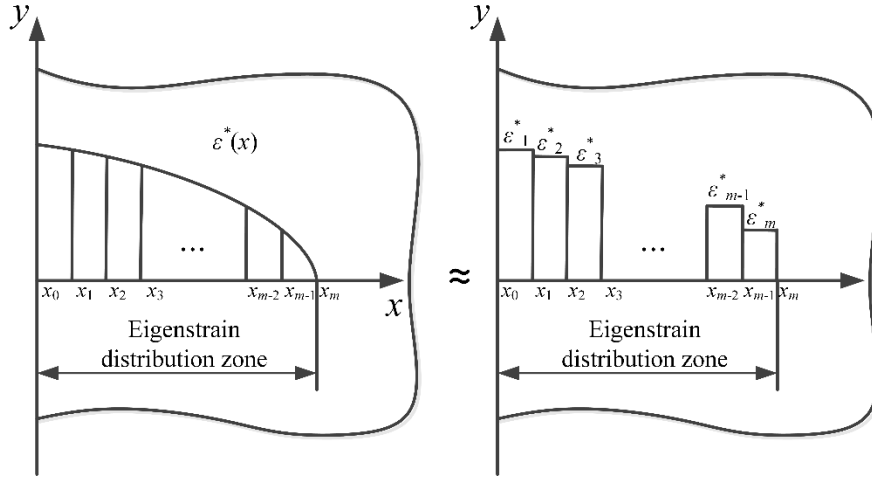 y
ε*(x)
...
x0 x1 x2 x3 xm-2 xm-1 xm
x
Eigenstrain
distribution zone
≈
y
ε*1 ε*2 ε*3
ε*m-1
ε*m
...
x0 x1 x2 x3 xm-2 xm-1 xm
Eigenstrain
distribution zone